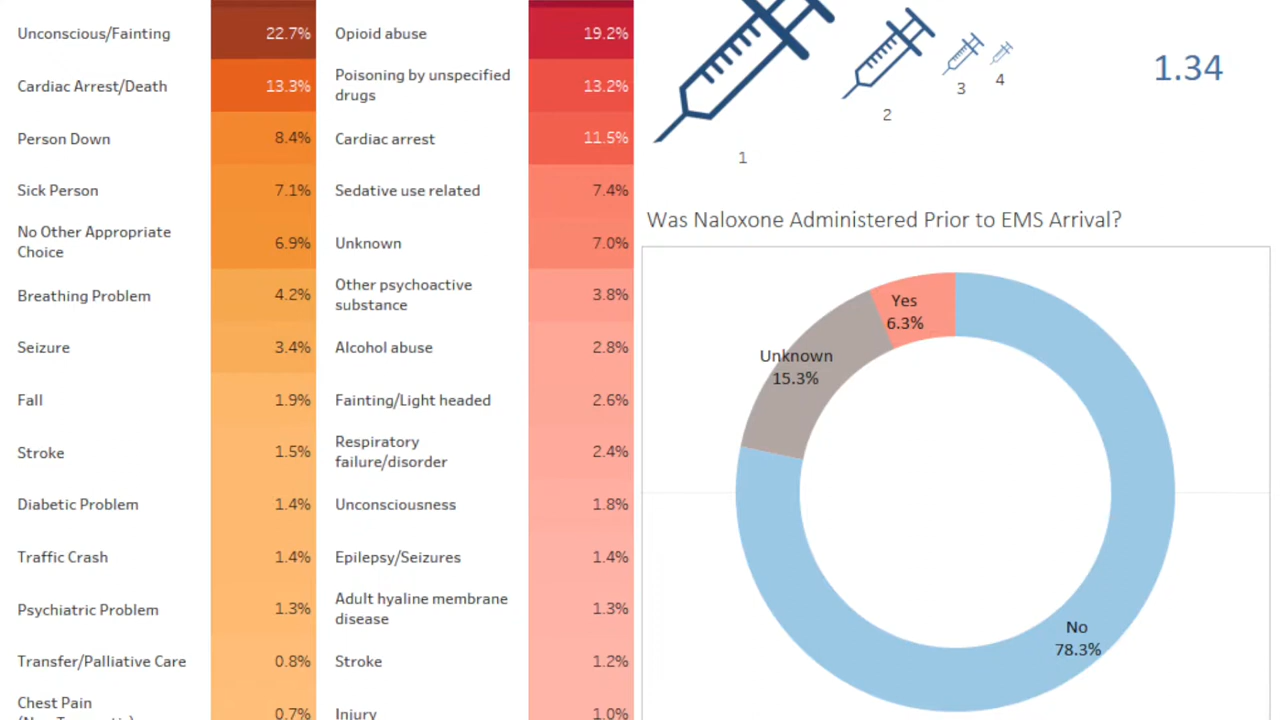 Unconscious/Fainting 22.7%
Cardiac Arrest/Death 13.3%
Person Down 8.4%
Sick Person 7.1%
No Other Appropriate
Choice 6.9%
Breathing Problem 4.2%
Seizure 3.4%
Fall 1.9%
Stroke 1.5%
Diabetic Problem 1.4%
Traffic Crash 1.4%
Psychiatric Problem 1.3%
Transfer/Palliative Care 0.8%
Chest Pain
0.7%
Opioid abuse 19.2%
Poisoning by unspecified
drugs 13.2%
Cardiac arrest 11.5%
Sedative use related 7.4%
Unknown 7.0%
Other psychoactive
substance 3.8%
Alcohol abuse 2.8%
Fainting/Light headed 2.6%
Respiratory
failure/disorder 2.4%
Unconsciousness 1.8%
Epilepsy/Seizures 1.4%
Adult hyaline membrane
disease 1.3%
Stroke 1.2%
Injury 1.0%
1
2
3
4
1.34
Was Naloxone Administered Prior to EMS Arrival?
Yes
6.3%
Unknown
15.3%
No
78.3%